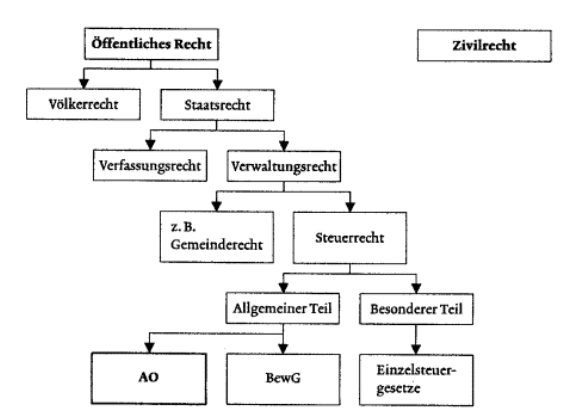 Öffentliches Recht
Zivilrecht
Völkerrecht
Staatsrecht
Verfassungsrecht
Verwaltungsrecht
z. B.
Gemeinderecht
Steuerrecht
Allgemeiner Teil
Besonderer Teil
AO
BewG
Einzelsteuer-
gesetze